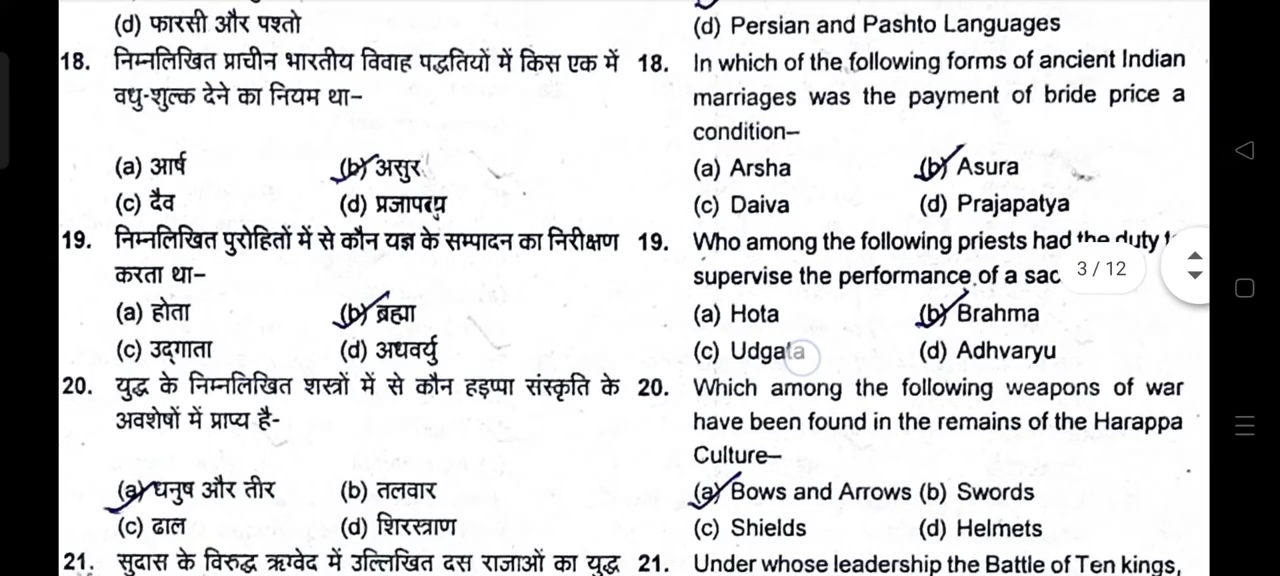 (d) फारसी और पश्तो
18. निम्नलिखित प्राचीन भारतीय विवाह पद्धतियों में किस एक में
वधु-शुल्क देने का नियम था–
(a) आर्ष (b) असुर
(c) दैव (d) प्रजापत्य
19. निम्नलिखित पुरोहितों में से कौन यज्ञ के सम्पादन का निरीक्षण
करता था–
(a) होता (b) ब्रह्मा
(c) उद्गाता (d) अधवर्यु
20. युद्ध के निम्नलिखित शस्त्रों में से कौन हड़प्पा संस्कृति के
अवशेषों में प्राप्य है-
(a) धनुष और तीर (b) तलवार
(c) ढाल (d) शिरस्त्राण
21. सुदास के विरुद्ध ऋग्वेद में उल्लिखित दस राजाओं का युद्ध
(d) Persian and Pashto Languages
18. In which of the following forms of ancient Indian
marriages was the payment of bride price a
condition–
(a) Arsha (b) Asura
(c) Daiva (d) Prajapatya
19. Who among the following priests had the duty
supervise the performance of a sac
(a) Hota (b) Brahma
(c) Udgata (d) Adhvaryu
20. Which among the following weapons of war
have been found in the remains of the Harappa
Culture–
(a) Bows and Arrows (b) Swords
(c) Shields (d) Helmets
21. Under whose leadership the Battle of Ten kings,
3 / 12